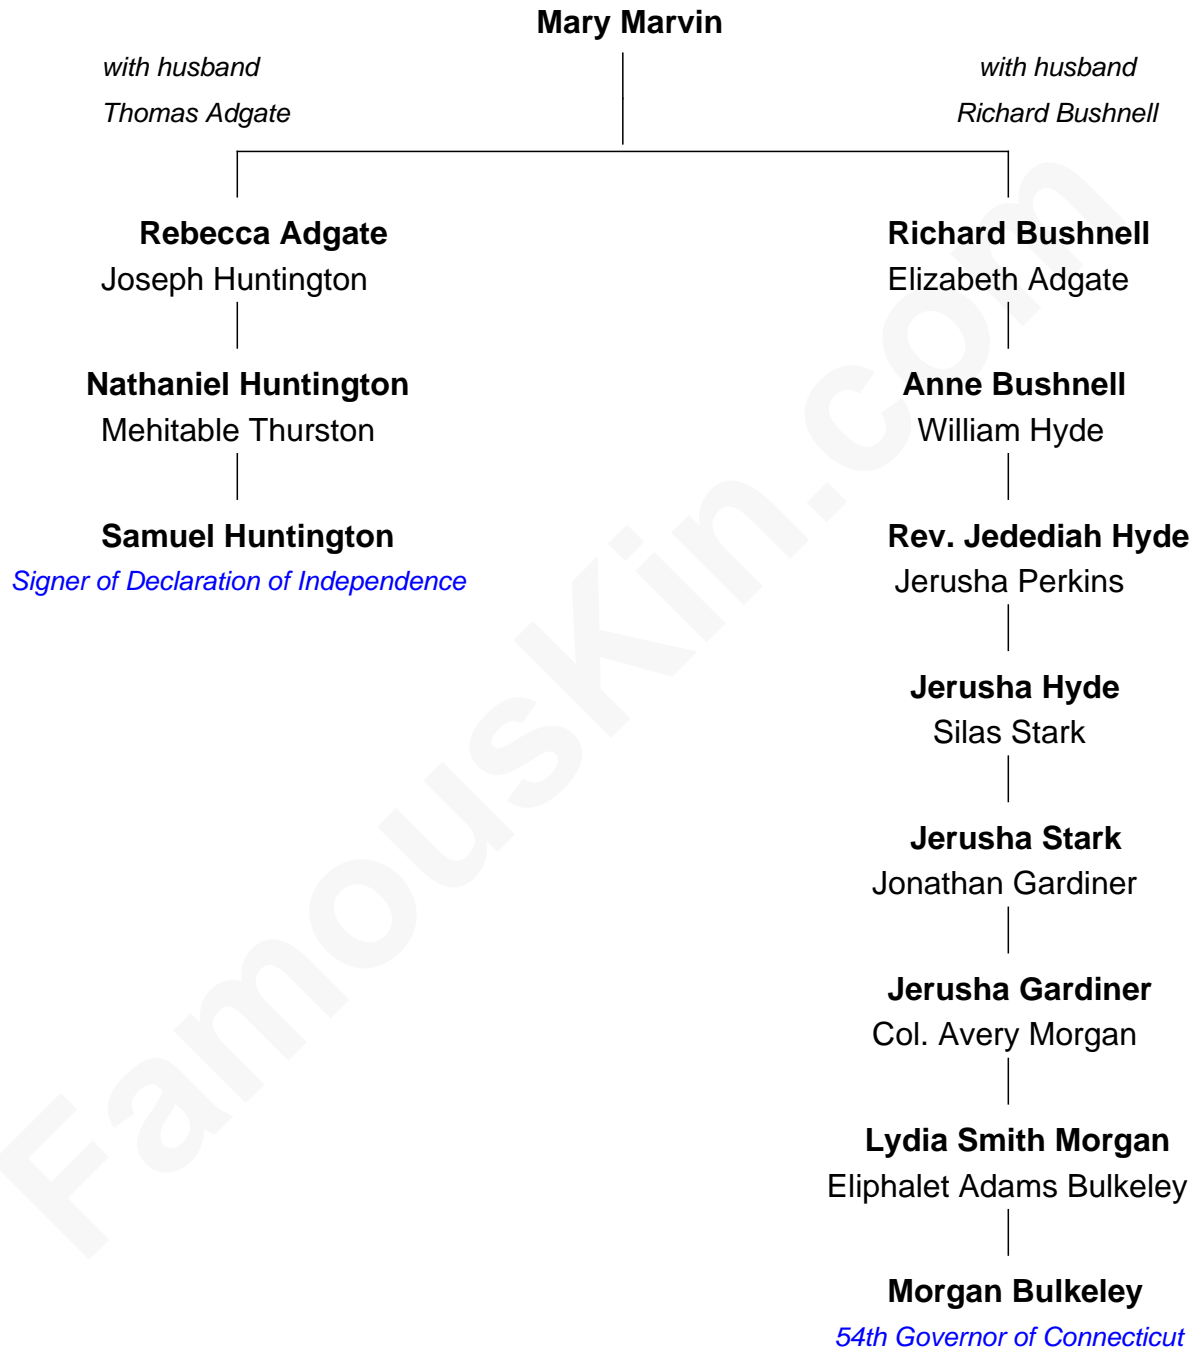 Mary Marvin
with husband
Thomas Adgate
with husband
Richard Bushnell
Rebecca Adgate
Joseph Huntington
Nathaniel Huntington
Mehitable Thurston
Samuel Huntington
Signer of Declaration of Independence
Richard Bushnell
Elizabeth Adgate
Anne Bushnell
William Hyde
Rev. Jedediah Hyde
Jerusha Perkins
Jerusha Hyde
Silas Stark
Jerusha Stark
Jonathan Gardiner
Jerusha Gardiner
Col. Avery Morgan
Lydia Smith Morgan
Eliphalet Adams Bulkeley
Morgan Bulkeley
54th Governor of Connecticut
FamousKin.com